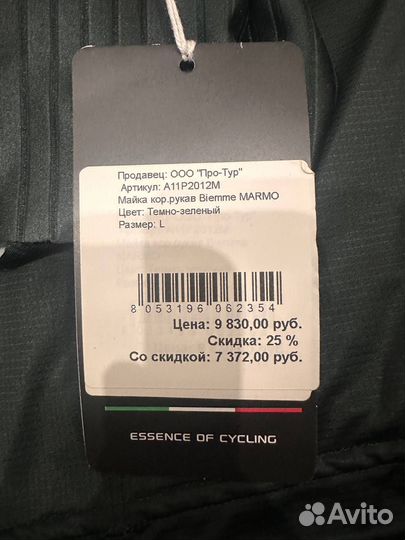 Продавец: ООО "Про-Тур"
Артикул: A11P2012M
Майка кор.рукав Biemme MARMO
Цвет: Темно-зеленый
Размер: L
8 053196 062354
Цена: 9 830,00 руб.
Скидка: 25 %
Со скидкой: 7 372,00 руб.
ESSENCE OF CYCLING
Avito